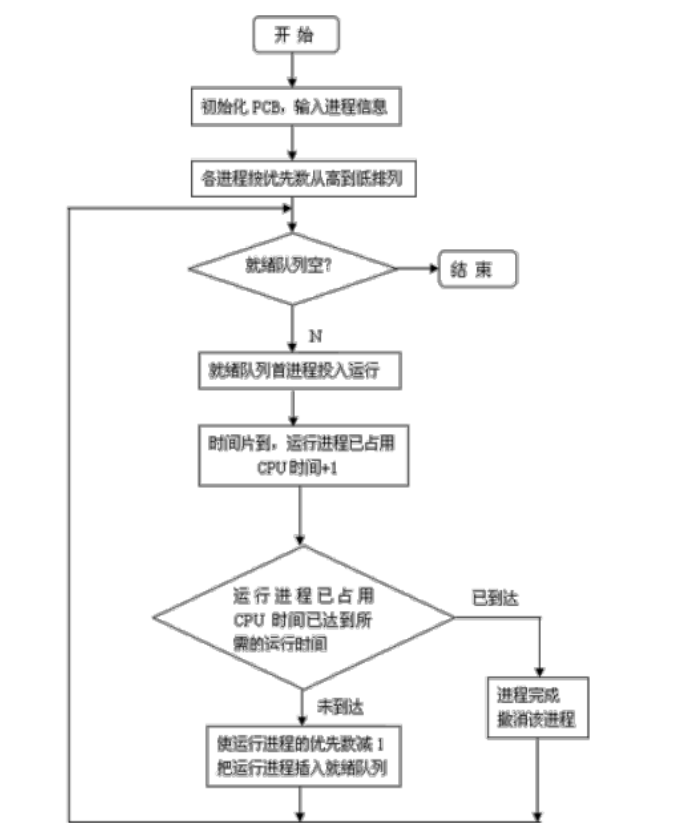 开 始
初始化 PCB，输入进程信息
各进程按优先数从高到低排列
就绪队列空?
结 束
N
就绪队列首进程投入运行
时间片到，运行进程已占用
CPU 时间+1
运行进程已占用
CPU 时间已达到所
需的运行时间
已到达
进程完成
撤消该进程
未到达
使运行进程的优先数减 1
把运行进程插入就绪队列